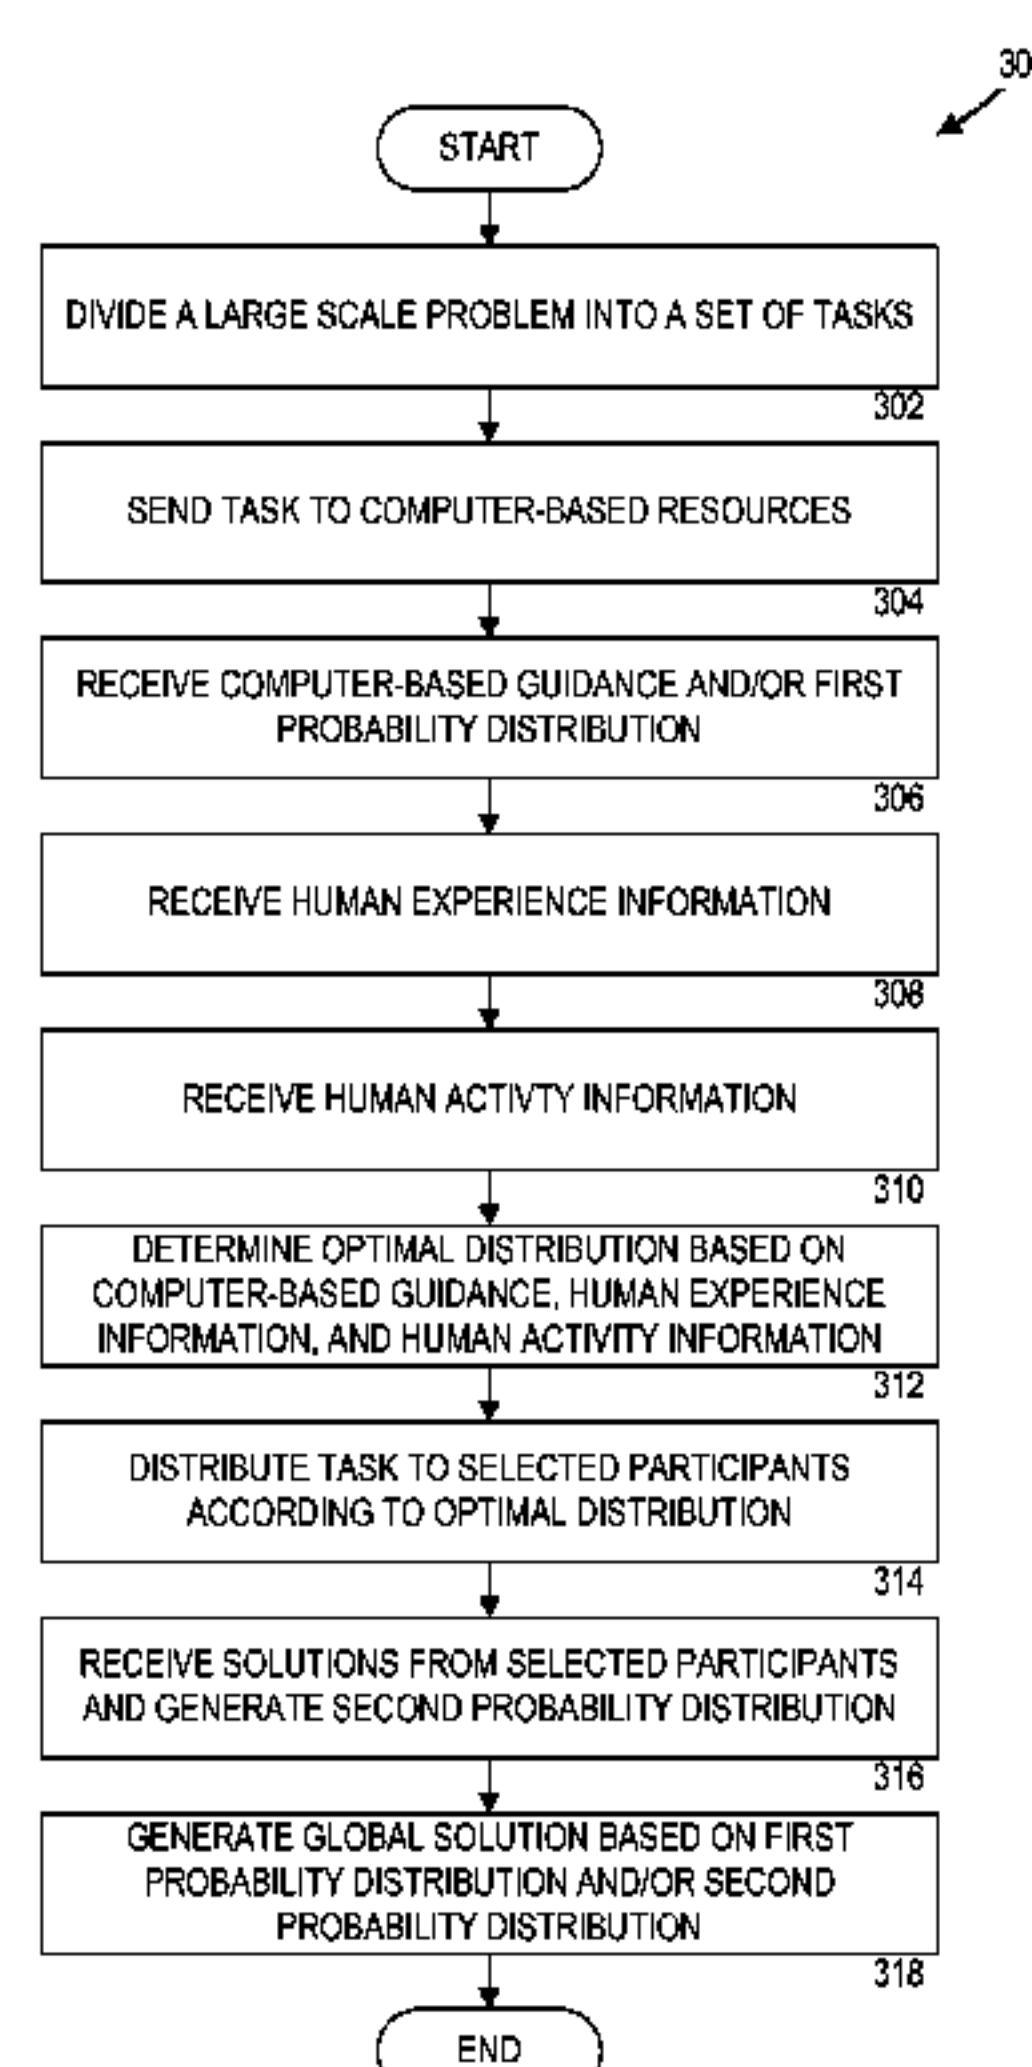 30
START
DIVIDE A LARGE SCALE PROBLEM INTO A SET OF TASKS
302
SEND TASK TO COMPUTER-BASED RESOURCES
304
RECEIVE COMPUTER-BASED GUIDANCE AND/OR FIRST
PROBABILITY DISTRIBUTION
306
RECEIVE HUMAN EXPERIENCE INFORMATION
308
RECEIVE HUMAN ACTIVTY INFORMATION
310
DETERMINE OPTIMAL DISTRIBUTION BASED ON
COMPUTER-BASED GUIDANCE, HUMAN EXPERIENCE
INFORMATION, AND HUMAN ACTIVITY INFORMATION
312
DISTRIBUTE TASK TO SELECTED PARTICIPANTS
ACCORDING TO OPTIMAL DISTRIBUTION
314
RECEIVE SOLUTIONS FROM SELECTED PARTICIPANTS
AND GENERATE SECOND PROBABILITY DISTRIBUTION
316
GENERATE GLOBAL SOLUTION BASED ON FIRST
PROBABILITY DISTRIBUTION AND/OR SECOND
PROBABILITY DISTRIBUTION
318
END